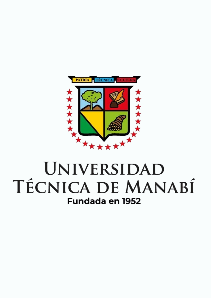 UNIVERSIDAD
TÉCNICA DE MANABÍ
Fundada en 1952